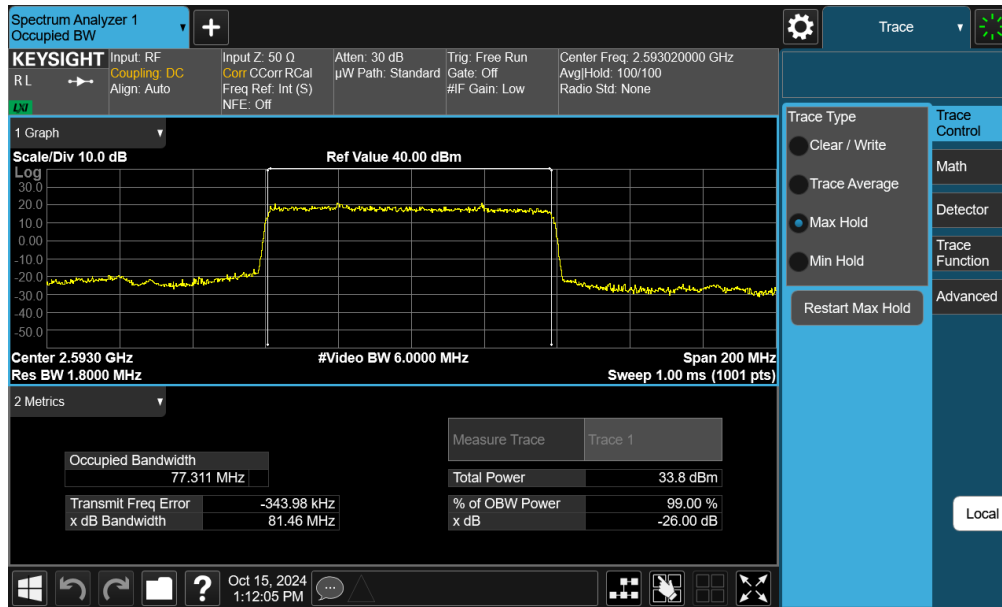 Spectrum Analyzer 1
Occupied BW
Trace
KEYSIGHT
R L
LXI
Input: RF
Coupling: DC
Align: Auto
Input Z: 50 Ω
Corr CCorr RCal
Freq Ref: Int (S)
NFE: Off
Atten: 30 dB
µW Path: Standard
Trig: Free Run
Gate: Off
#IF Gain: Low
Center Freq: 2.593020000 GHz
Avg|Hold: 100/100
Radio Std: None
1 Graph
Scale/Div 10.0 dB
Ref Value 40.00 dBm
Log
30.0
20.0
10.0
0.00
-10.0
-20.0
-30.0
-40.0
-50.0
Center 2.5930 GHz
#Video BW 6.0000 MHz
Span 200 MHz
Res BW 1.8000 MHz
Sweep 1.00 ms (1001 pts)
2 Metrics
Measure Trace
Trace 1
Occupied Bandwidth
77.311 MHz
Total Power
33.8 dBm
Transmit Freq Error
-343.98 kHz
% of OBW Power
99.00 %
x dB Bandwidth
81.46 MHz
x dB
-26.00 dB
Trace Type
Clear / Write
Trace Average
Max Hold
Min Hold
Restart Max Hold
Trace
Control
Math
Detector
Trace
Function
Advanced
Local
?
Oct 15, 2024
1:12:05 PM